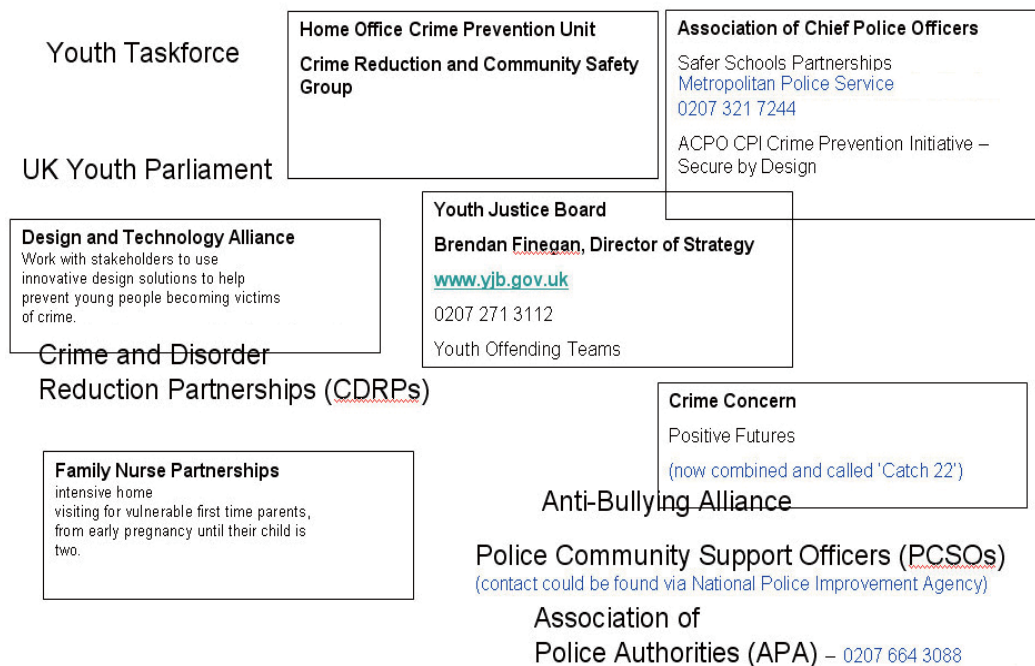 Youth Taskforce
Home Office Crime Prevention Unit
Crime Reduction and Community Safety
Group
Association of Chief Police Officers
Safer Schools Partnerships
Metropolitan Police Service
0207 321 7244
ACPO CPI Crime Prevention Initiative –
Secure by Design
UK Youth Parliament
Design and Technology Alliance
Work with stakeholders to use
innovative design solutions to help
prevent young people becoming victims
of crime.
Youth Justice Board
Brendan Finegan, Director of Strategy
www.yjb.gov.uk
0207 271 3112
Youth Offending Teams
Crime and Disorder
Reduction Partnerships (CDRPs)
Crime Concern
Positive Futures
(now combined and called 'Catch 22')
Family Nurse Partnerships
intensive home
visiting for vulnerable first time parents,
from early pregnancy until their child is
two.
Anti-Bullying Alliance
Police Community Support Officers (PCSOs)
(contact could be found via National Police Improvement Agency)
Association of
Police Authorities (APA) – 0207 664 3088